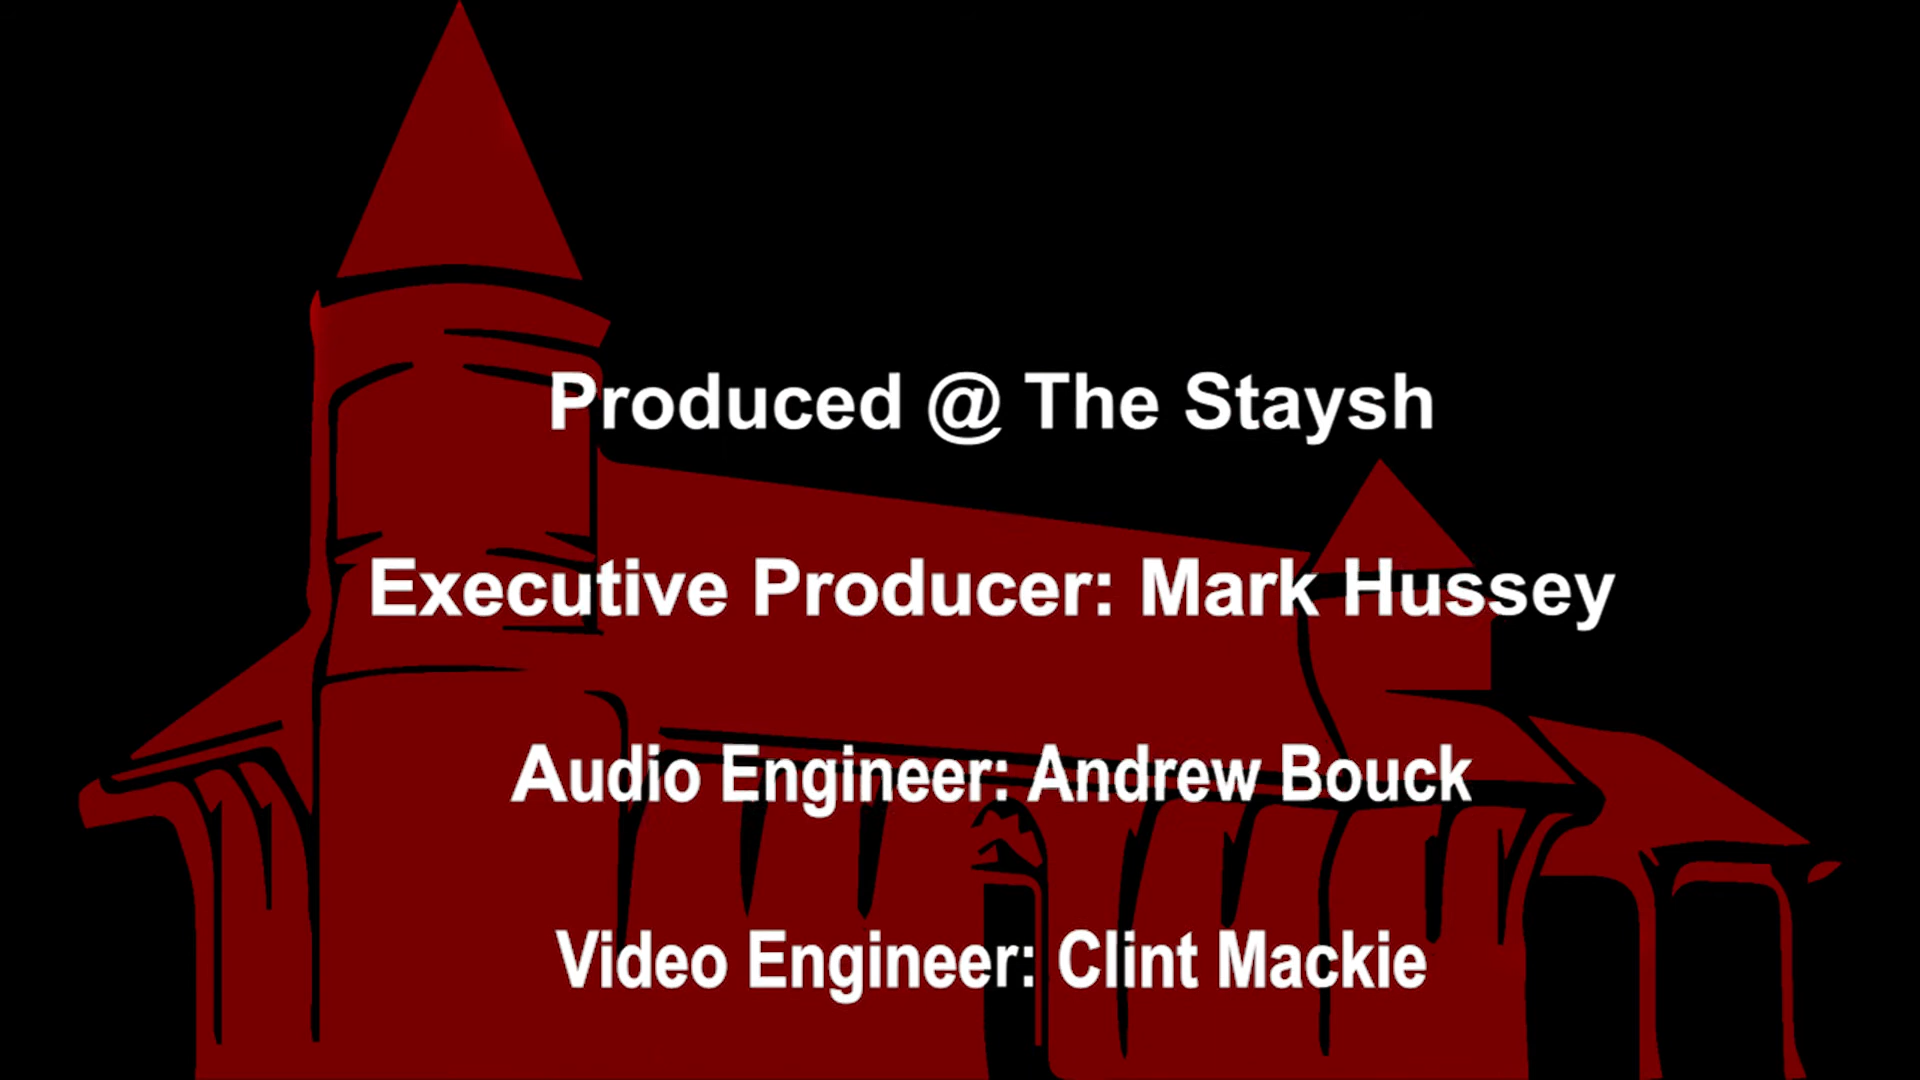 Produced @ The Staysh
Executive Producer: Mark Hussey
Audio Engineer: Andrew Bouck
Video Engineer: Clint Mackie